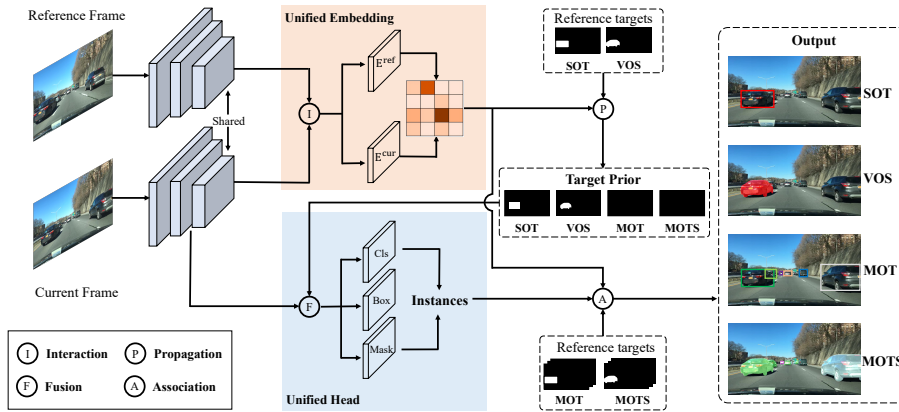 Reference Frame
Unified Embedding
Reference targets
SOT VOS
Output
E^ref
SOT
Shared
I
P
E^cur
VOS
Target Prior
SOT VOS MOT MOTS
Cls
MOT
Current Frame
F
Box
Instances
A
Mask
Reference targets
MOT MOTS
MOTS
I Interaction P Propagation
F Fusion A Association
Unified Head